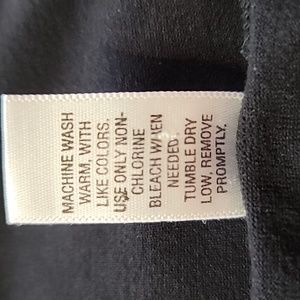 MACHINE WASH
WARM, WITH
LIKE COLORS.
USE ONLY NON-
CHLORINE
BLEACH WHEN
NEEDED.
TUMBLE DRY
LOW, REMOVE
PROMPTLY.